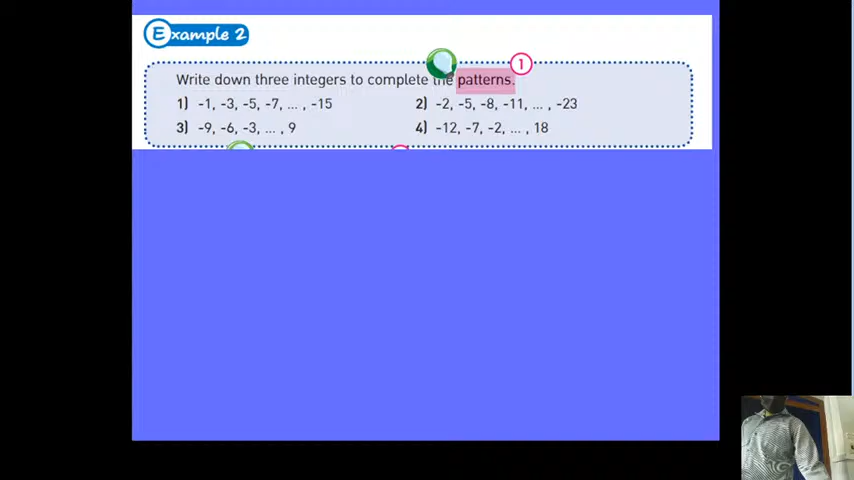 Example 2
Write down three integers to complete the patterns. 1
1) -1, -3, -5, -7, ... , -15 2) -2, -5, -8, -11, ... , -23
3) -9, -6, -3, ... , 9 4) -12, -7, -2, ... , 18